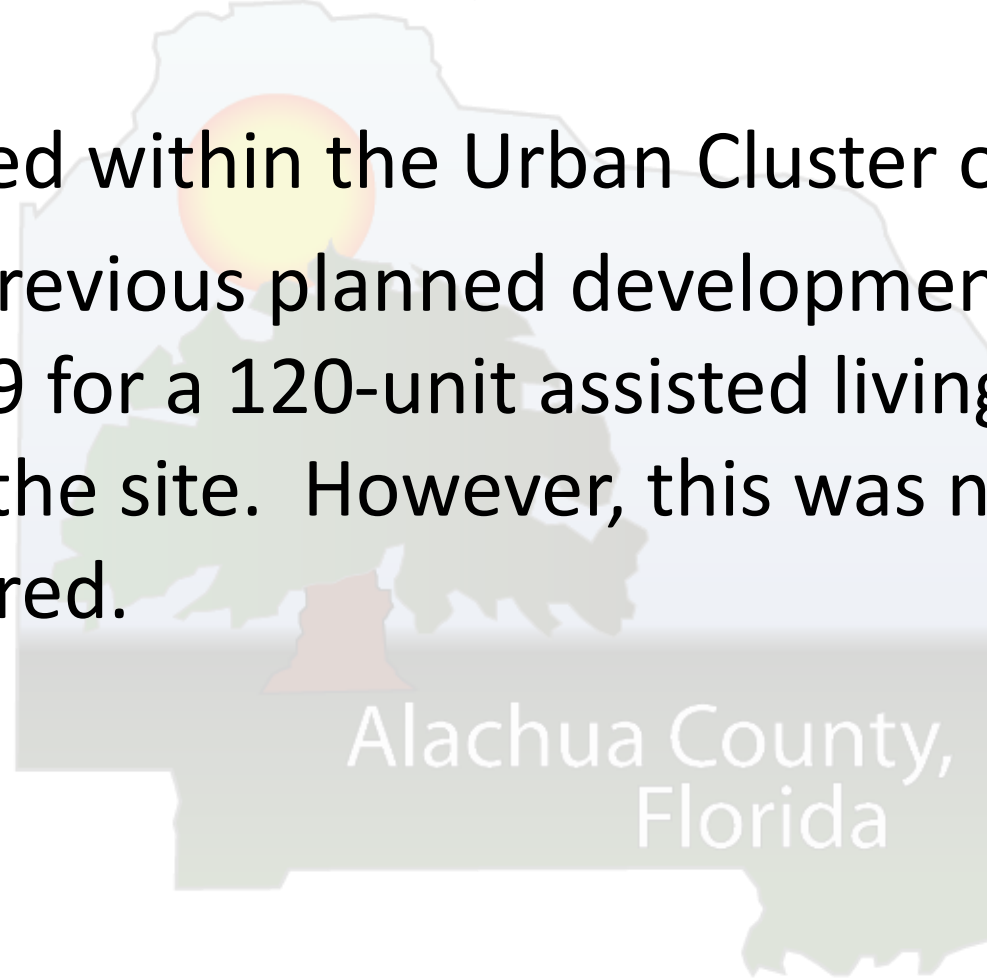 ed within the Urban Cluster
revious planned developmen
9 for a 120-unit assisted living
the site.  However, this was n
red.
Alachua County,
Florida